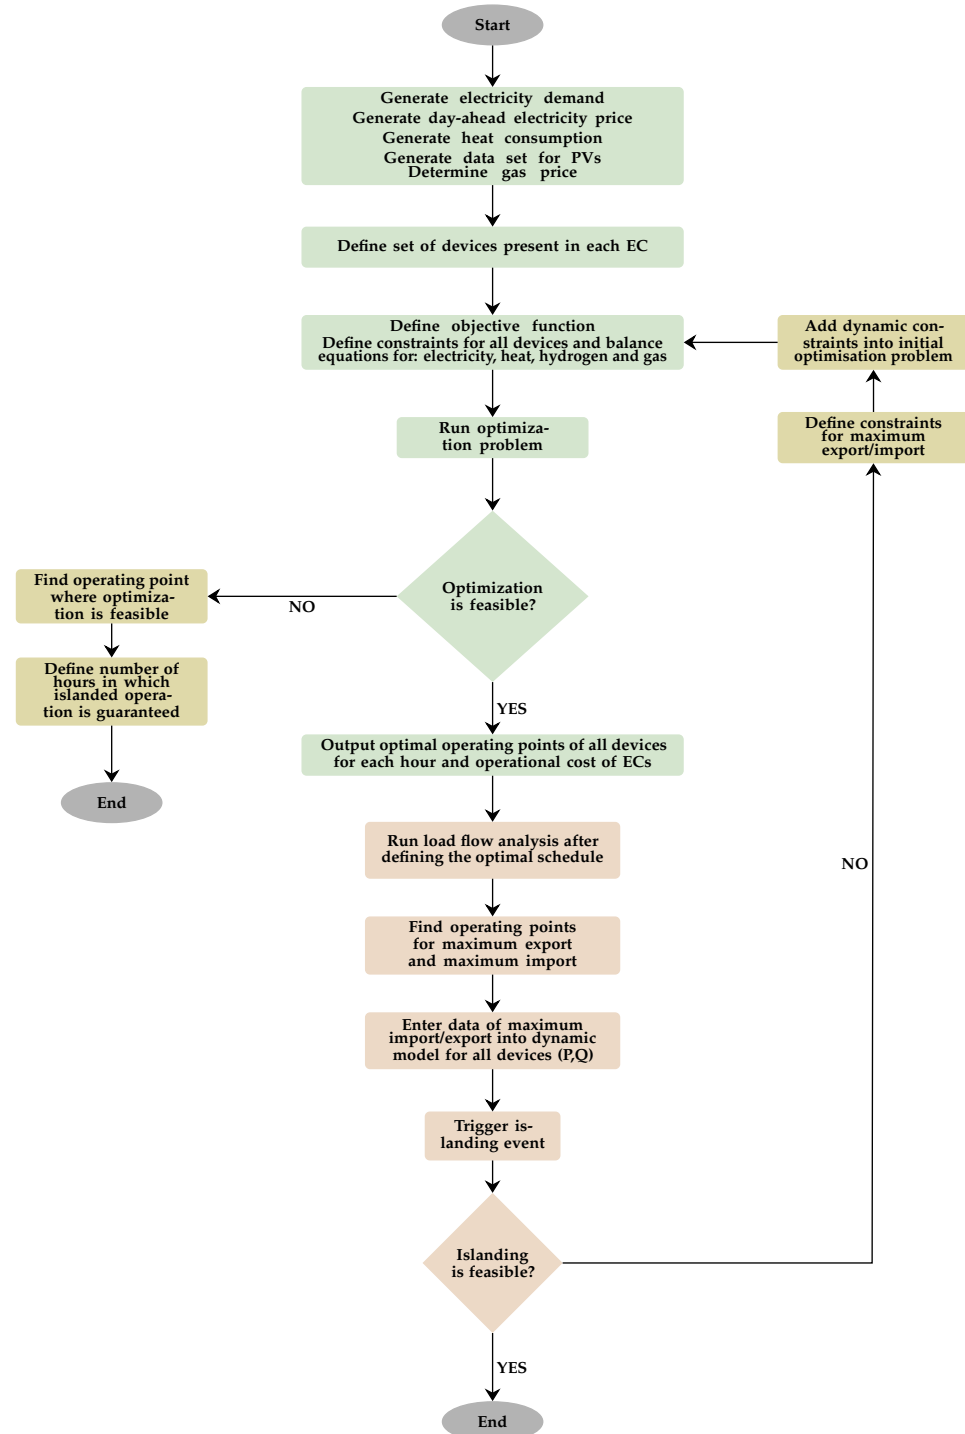 Start
Generate electricity demand
Generate day-ahead electricity price
Generate heat consumption
Generate data set for PVs
Determine gas price
Define set of devices present in each EC
Define objective function
Define constraints for all devices and balance
equations for: electricity, heat, hydrogen and gas
Add dynamic con-
straints into initial
optimisation problem
Define constraints
for maximum
export/import
Run optimiza-
tion problem
Optimization
is feasible?
NO
Find operating point
where optimiza-
tion is feasible
Define number of
hours in which
islanded opera-
tion is guaranteed
End
YES
Output optimal operating points of all devices
for each hour and operational cost of ECs
Run load flow analysis after
defining the optimal schedule
NO
Find operating points
for maximum export
and maximum import
Enter data of maximum
import/export into dynamic
model for all devices (P,Q)
Trigger is-
landing event
Islanding
is feasible?
YES
End